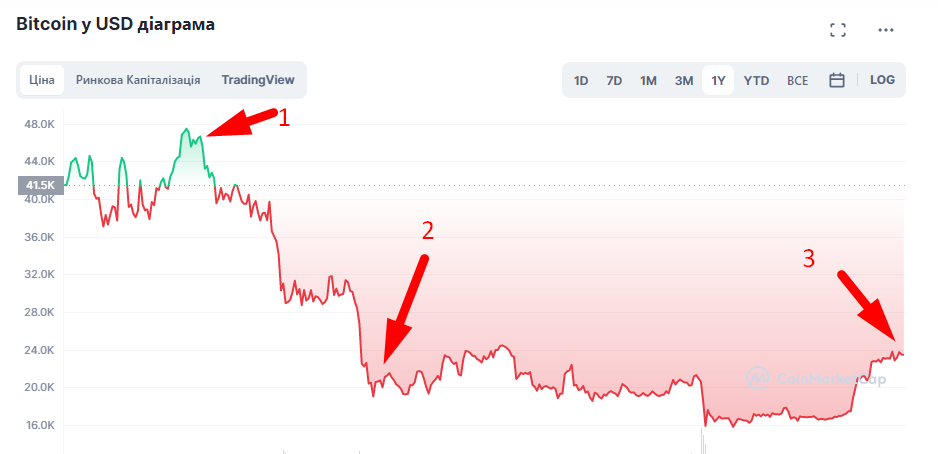 Bitcoin у USD діаграма
Ціна Ринкова Капіталізація TradingView 1D 7D 1M 3M 1Y YTD ВСЕ LOG
1
48.0K
44.0K
41.5K
40.0K
2
36.0K
3
32.0K
28.0K
24.0K
20.0K
CoinMarketCap
16.0K